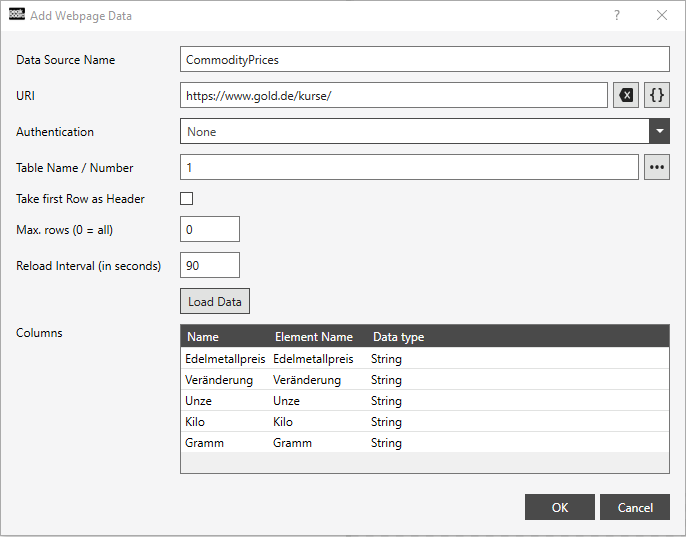 peak board Add Webpage Data ?
Data Source Name CommodityPrices
URI https://www.gold.de/kurse/ {}
Authentication None
Table Name / Number 1 •••
Take first Row as Header
Max. rows (0 = all) 0
Reload Interval (in seconds) 90
Load Data
Columns Name Element Name Data type
Edelmetallpreis Edelmetallpreis String
Veränderung Veränderung String
Unze Unze String
Kilo Kilo String
Gramm Gramm String
OK Cancel